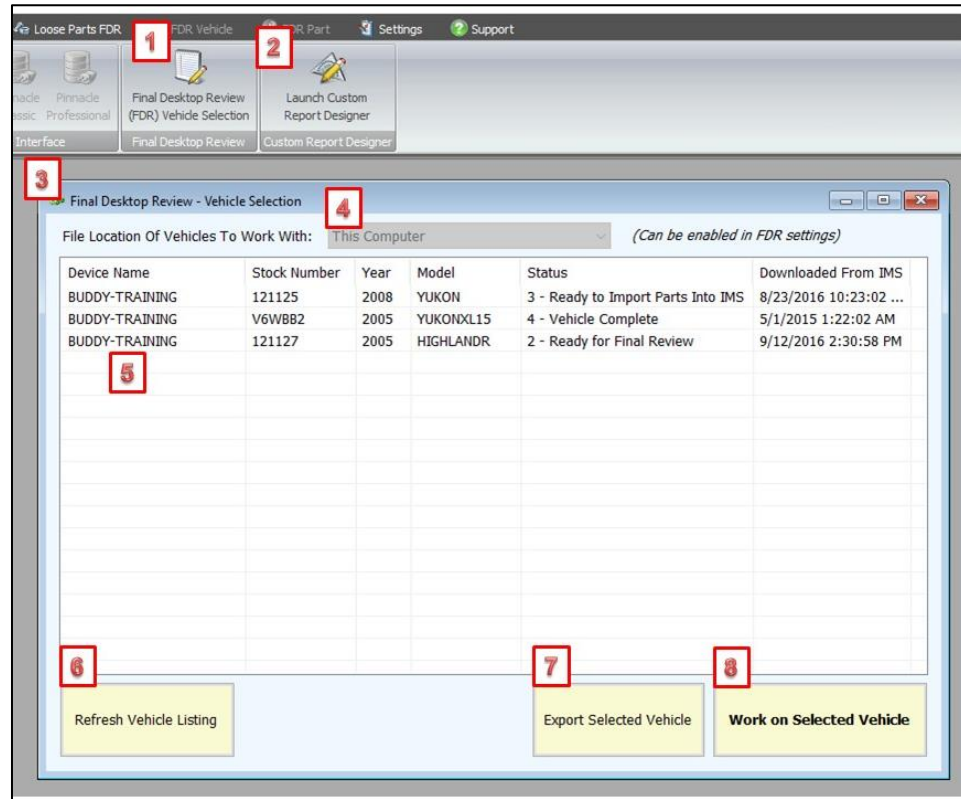 Loose Parts FDR FDR Vehicle FDR Part Settings Support
1
2
Pinnacle Professional
Final Desktop Review (FDR) Vehicle Selection
Launch Custom Report Designer
Interface Final Desktop Review Custom Report Designer
3
Final Desktop Review - Vehicle Selection
4
File Location Of Vehicles To Work With: This Computer (Can be enabled in FDR settings)
Device Name Stock Number Year Model Status Downloaded From IMS
BUDDY-TRAINING 121125 2008 YUKON 3 - Ready to Import Parts Into IMS 8/23/2016 10:23:02 ...
BUDDY-TRAINING V6WBB2 2005 YUKONXL15 4 - Vehicle Complete 5/1/2015 1:22:02 AM
BUDDY-TRAINING 121127 2005 HIGHLANDR 2 - Ready for Final Review 9/12/2016 2:30:58 PM
5
6 7 8
Refresh Vehicle Listing Export Selected Vehicle Work on Selected Vehicle